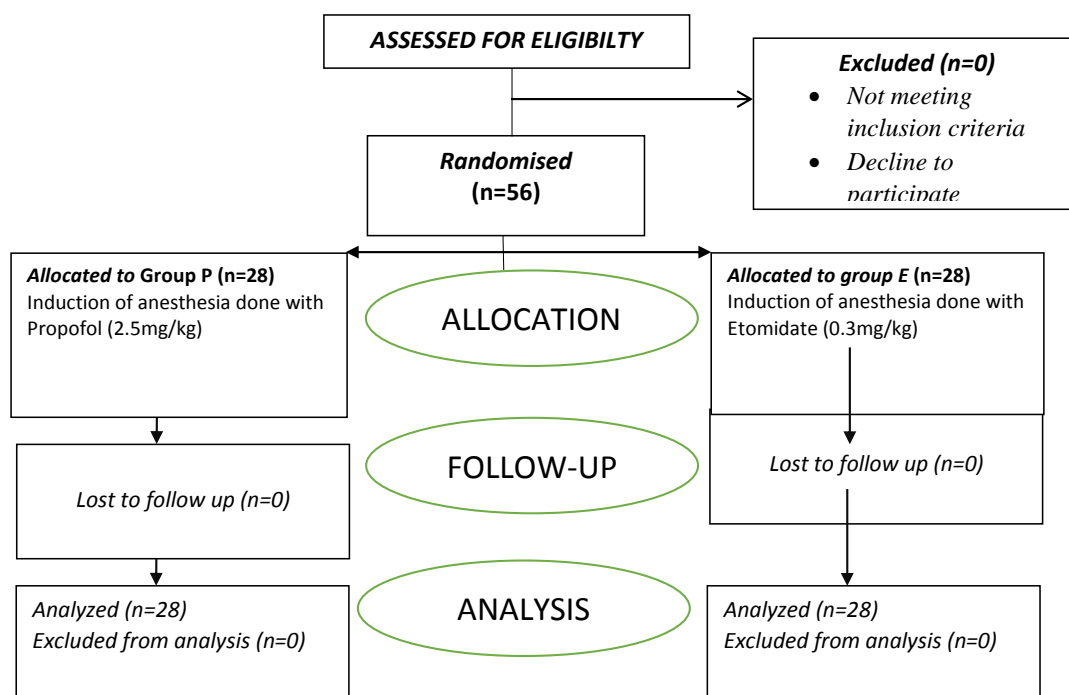 ASSESSED FOR ELIGIBILTY
Excluded (n=0)
• Not meeting
inclusion criteria
• Decline to
participate
Randomised
(n=56)
Allocated to Group P (n=28)
Induction of anesthesia done with
Propofol (2.5mg/kg)
ALLOCATION
Allocated to group E (n=28)
Induction of anesthesia done with
Etomidate (0.3mg/kg)
Lost to follow up (n=0)
FOLLOW-UP
Lost to follow up (n=0)
Analyzed (n=28)
Excluded from analysis (n=0)
ANALYSIS
Analyzed (n=28)
Excluded from analysis (n=0)